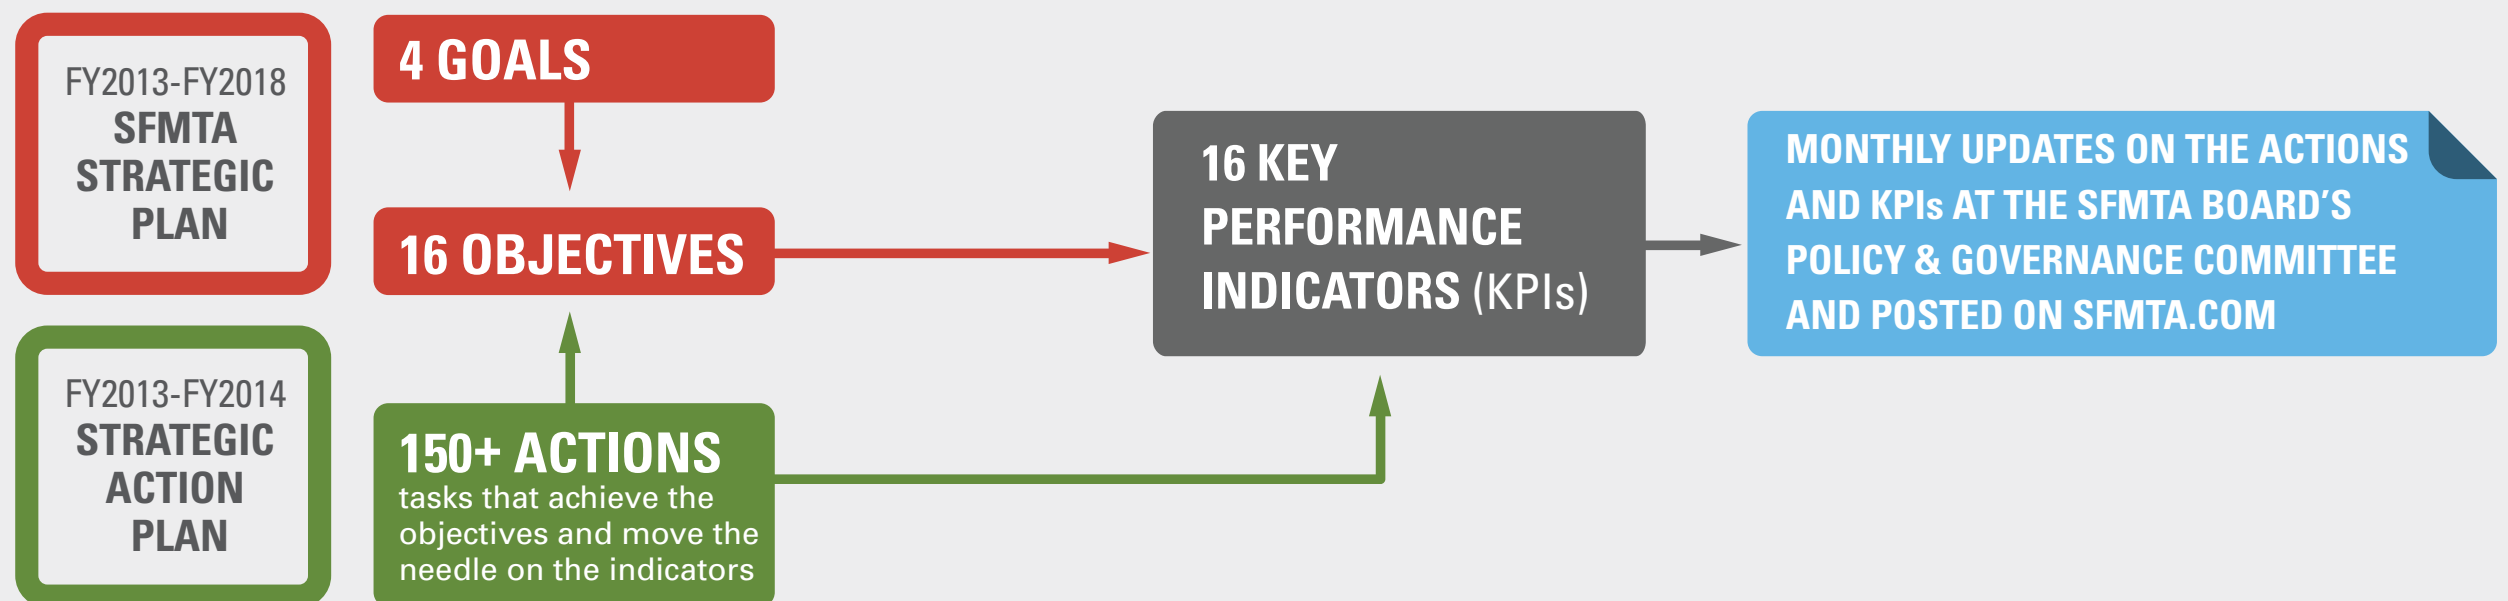 FY2013-FY2018
SFMTA
STRATEGIC
PLAN
4 GOALS
16 OBJECTIVES
FY2013-FY2014
STRATEGIC
ACTION
PLAN
150+ ACTIONS
tasks that achieve the
objectives and move the
needle on the indicators
16 KEY
PERFORMANCE
INDICATORS (KPIs)
MONTHLY UPDATES ON THE ACTIONS
AND KPIs AT THE SFMTA BOARD’S
POLICY & GOVERNANCE COMMITTEE
AND POSTED ON SFMTA.COM